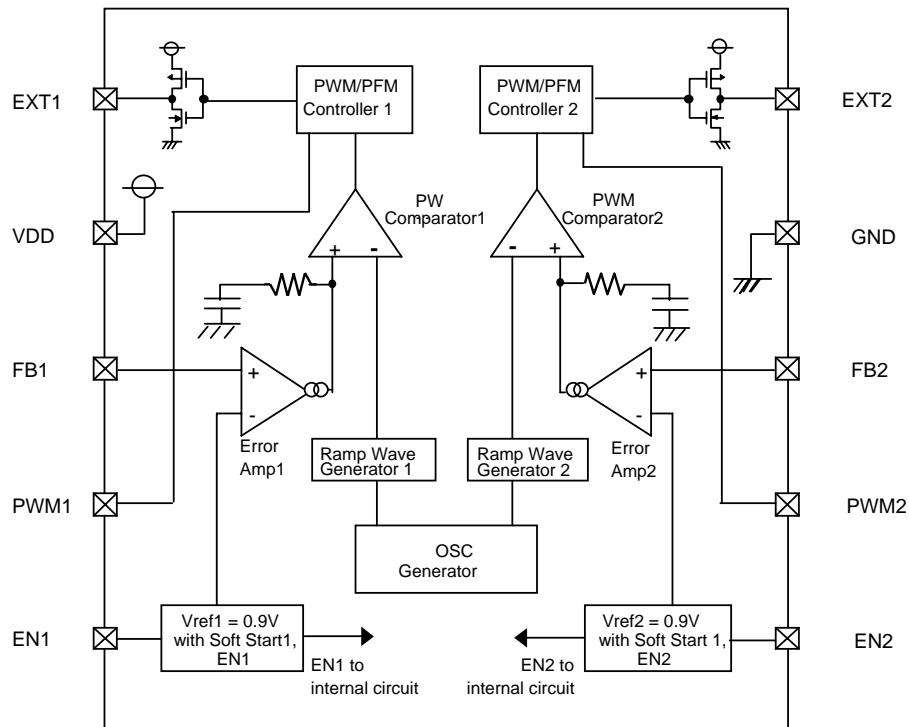 EXT1
PWM/PFM
Controller 1
PWM/PFM
Controller 2
EXT2
VDD
PW
Comparator1
PWM
Comparator2
GND
+
-
-
+
FB1
+
-
Error
Amp1
+
-
Error
Amp2
FB2
Ramp Wave
Generator 1
Ramp Wave
Generator 2
PWM1
PWM2
OSC
Generator
EN1
Vref1 = 0.9V
with Soft Start1,
EN1
EN1 to
internal circuit
EN2 to
internal circuit
Vref2 = 0.9V
with Soft Start 1,
EN2
EN2